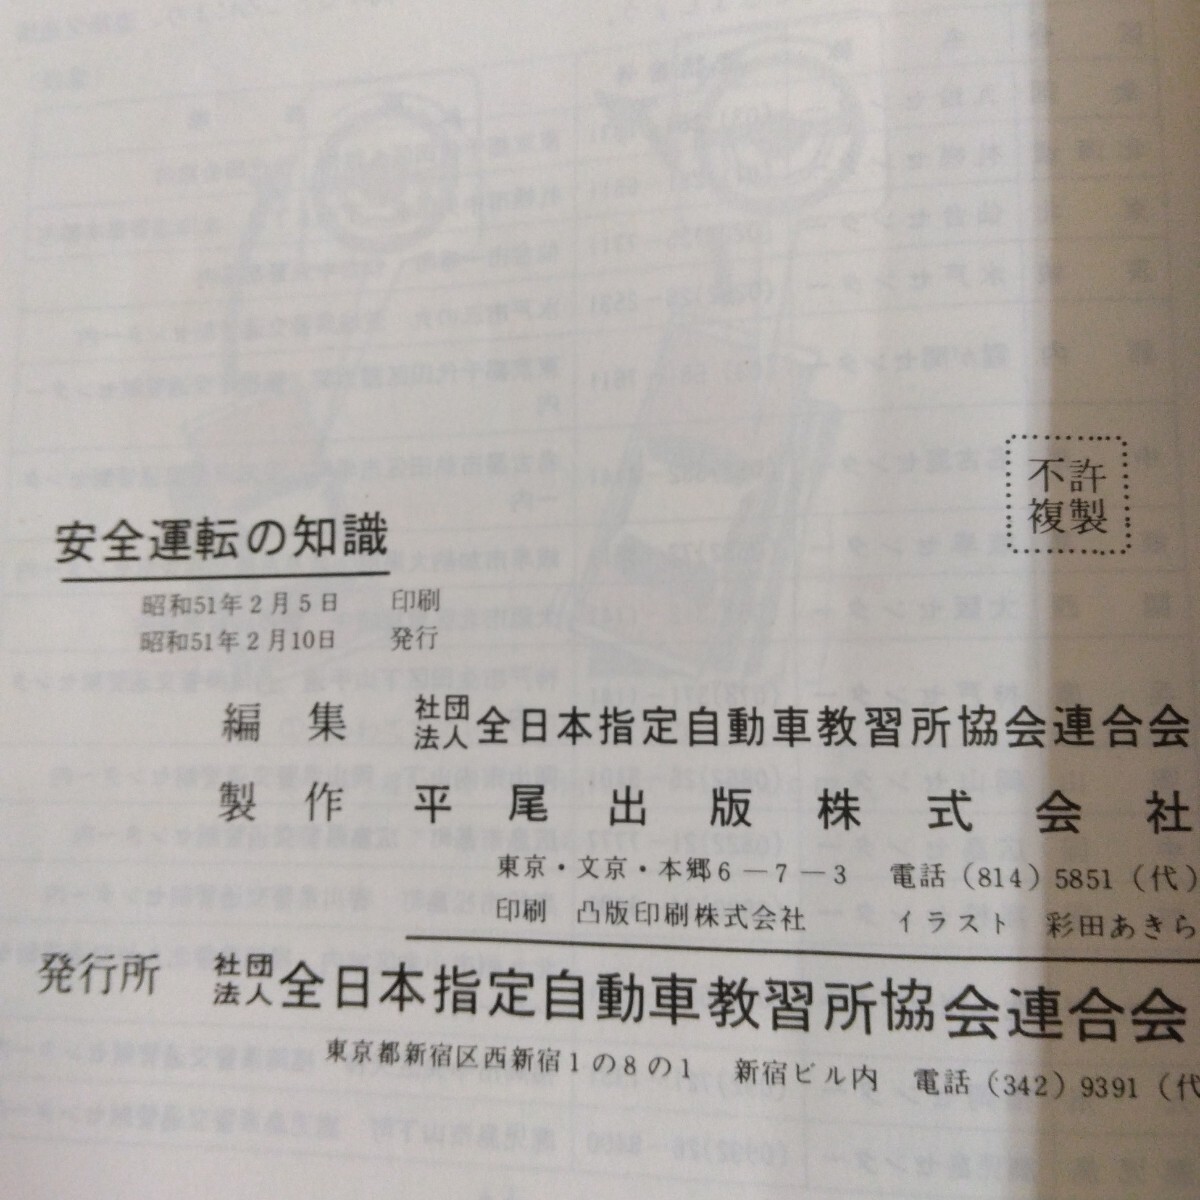 不許
複製
安全運転の知識
昭和51年2月5日 印刷
昭和51年2月10日 発行
編集 社団法人 全日本指定自動車教習所協会連合会
製作 平尾出版株式会社
東京・文京・本郷6-7-3 電話(814)5851(代)
印刷 凸版印刷株式会社 イラスト 彩田あきら
発行所 社団法人 全日本指定自動車教習所協会連合会
東京都新宿区西新宿1の8の1 新宿ビル内 電話(342)9391(代